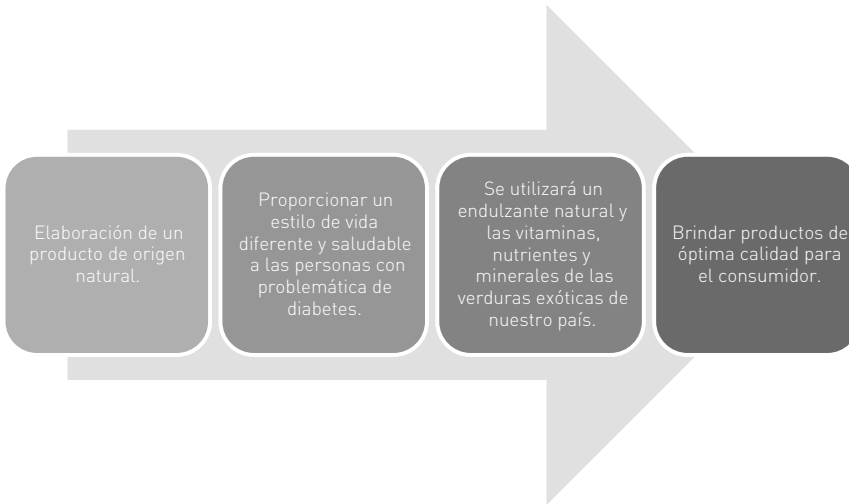 Elaboración de un
producto de origen
natural.
Proporcionar un
estilo de vida
diferente y saludable
a las personas con
problemática de
diabetes.
Se utilizará un
endulzante natural y
las vitaminas,
nutrientes y
minerales de las
verduras exóticas de
nuestro país.
Brindar productos de
óptima calidad para
el consumidor.